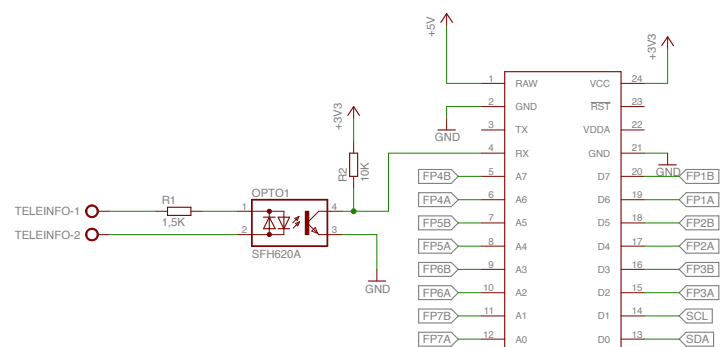 +5V
+3V3
1 RAW VCC 24
2 GND RST 23
GND
3 TX VDDA 22
4 RX GND 21
GND
FP4B 5 A7 D7 20 FP1B
FP4A 6 A6 D6 19 FP1A
FP5B 7 A5 D5 18 FP2B
FP5A 8 A4 D4 17 FP2A
FP6B 9 A3 D3 16 FP3B
FP6A 10 A2 D2 15 FP3A
FP7B 11 A1 D1 14 SCL
FP7A 12 A0 D0 13 SDA
+3V3
R2
10K
OPTO1
R1
1,5K
TELEINFO-1
TELEINFO-2
1 4
2 3
SFH620A
GND